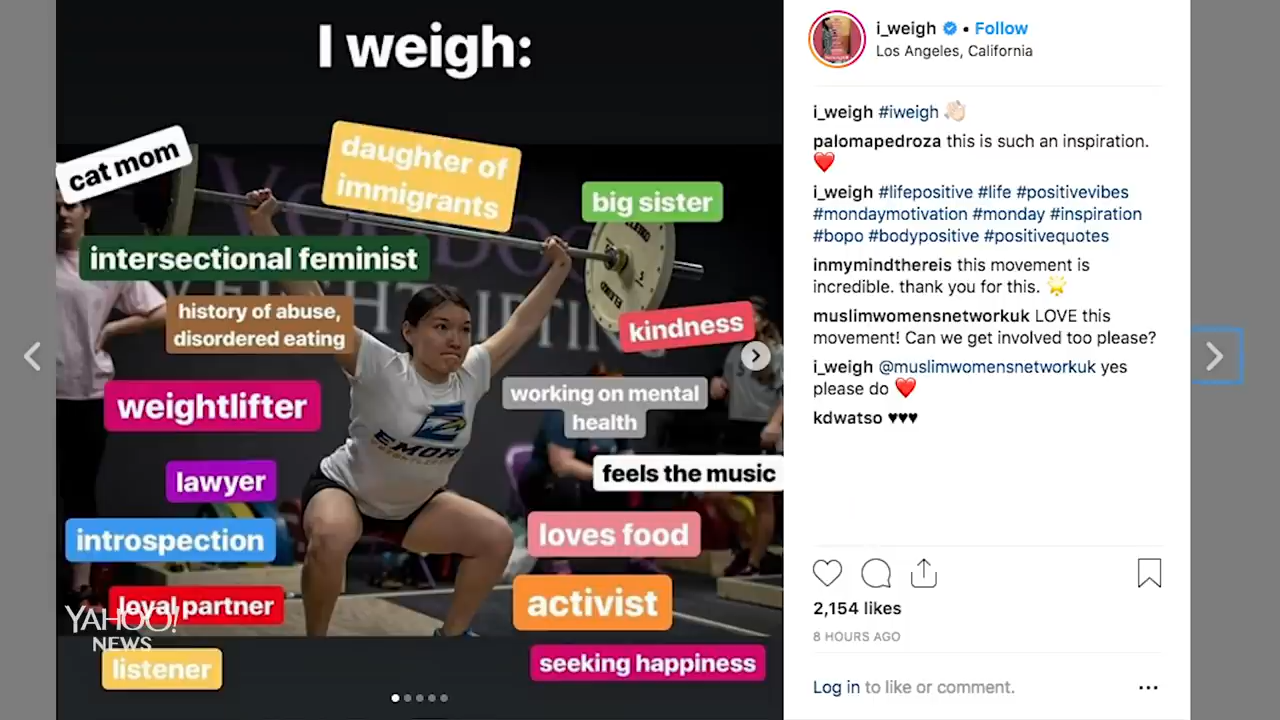 I weigh:
cat mom
daughter of
immigrants
big sister
intersectional feminist
history of abuse,
disordered eating
kindness
weightlifter
working on mental
health
lawyer
feels the music
introspection
loves food
loyal partner
activist
listener
seeking happiness
EMOR
YAHOO!
NEWS
i_weigh • Follow
Los Angeles, California
i_weigh #iweigh
palomapedroza this is such an inspiration.
i_weigh #lifepositive #life #positivevibes
#mondaymotivation #monday #inspiration
#bopo #bodypositive #positivequotes
inmymindthereis this movement is
incredible. thank you for this.
muslimwomensnetworkuk LOVE this
movement! Can we get involved too please?
i_weigh @muslimwomensnetworkuk yes
please do
kdwatso ♥♥♥
2,154 likes
8 HOURS AGO
Log in to like or comment.